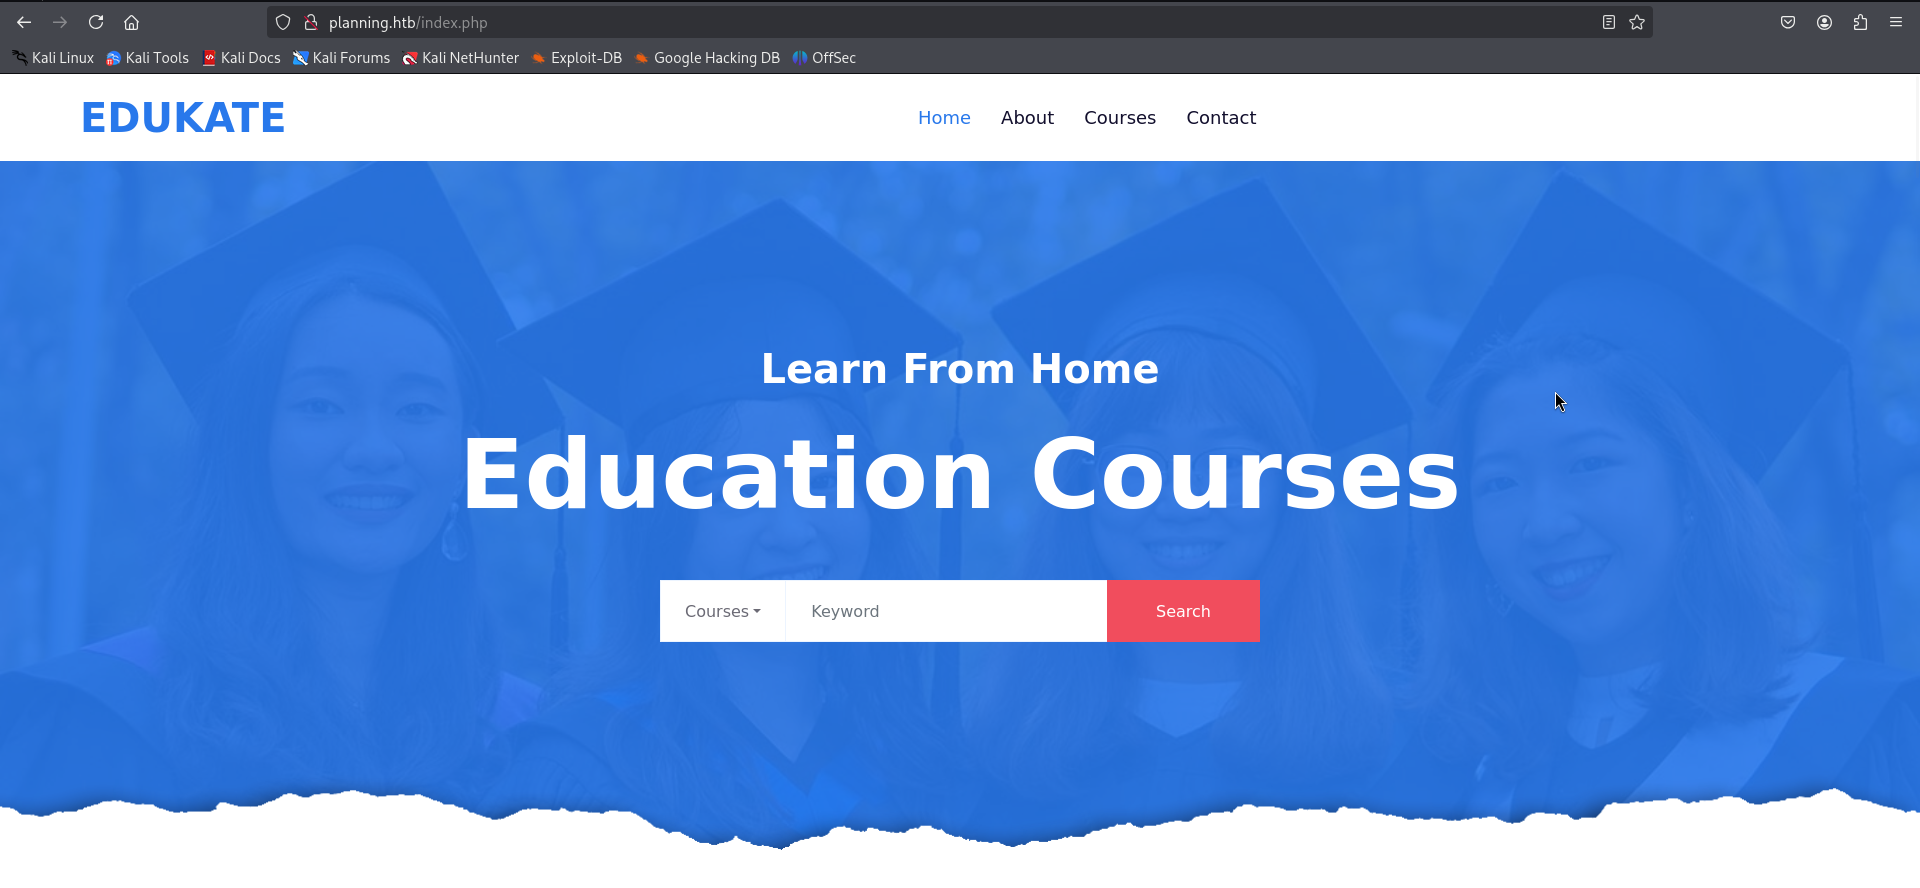 planning.htb/index.php
Kali Linux Kali Tools Kali Docs Kali Forums Kali NetHunter Exploit-DB Google Hacking DB OffSec
EDUKATE
Home About Courses Contact
Learn From Home
Education Courses
Courses Keyword Search